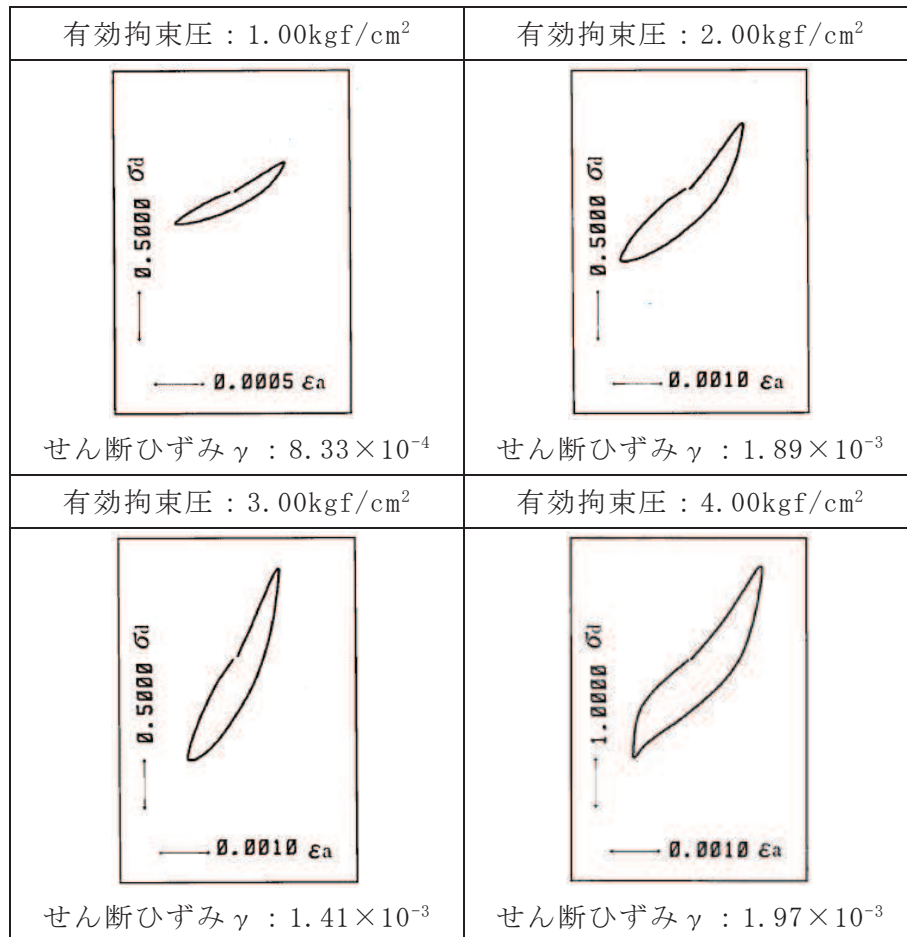 有効拘束圧：1.00kgf/cm²
有効拘束圧：2.00kgf/cm²
0.5000 σd
0.0005 εa
0.5000 σd
0.0010 εa
せん断ひずみγ：8.33×10⁻⁴
せん断ひずみγ：1.89×10⁻³
有効拘束圧：3.00kgf/cm²
有効拘束圧：4.00kgf/cm²
0.5000 σd
0.0010 εa
1.0000 σd
0.0010 εa
せん断ひずみγ：1.41×10⁻³
せん断ひずみγ：1.97×10⁻³